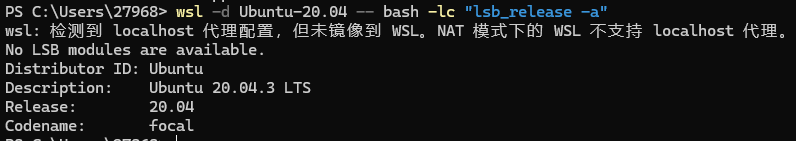 PS C:\Users\27968> wsl -d Ubuntu-20.04 -- bash -lc "lsb_release -a"
wsl: 检测到 localhost 代理配置，但未镜像到 WSL。NAT 模式下的 WSL 不支持 localhost 代理。
No LSB modules are available.
Distributor ID: Ubuntu
Description:    Ubuntu 20.04.3 LTS
Release:        20.04
Codename:       focal
PS C:\Users\27968>